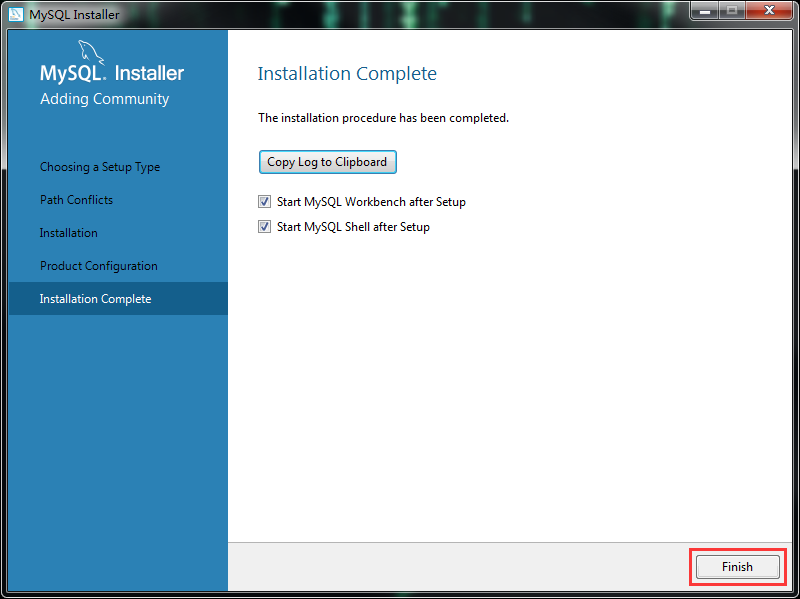 MySQL Installer
MySQL. Installer
Adding Community
Choosing a Setup Type
Path Conflicts
Installation
Product Configuration
Installation Complete
Installation Complete
The installation procedure has been completed.
Copy Log to Clipboard
Start MySQL Workbench after Setup
Start MySQL Shell after Setup
Finish